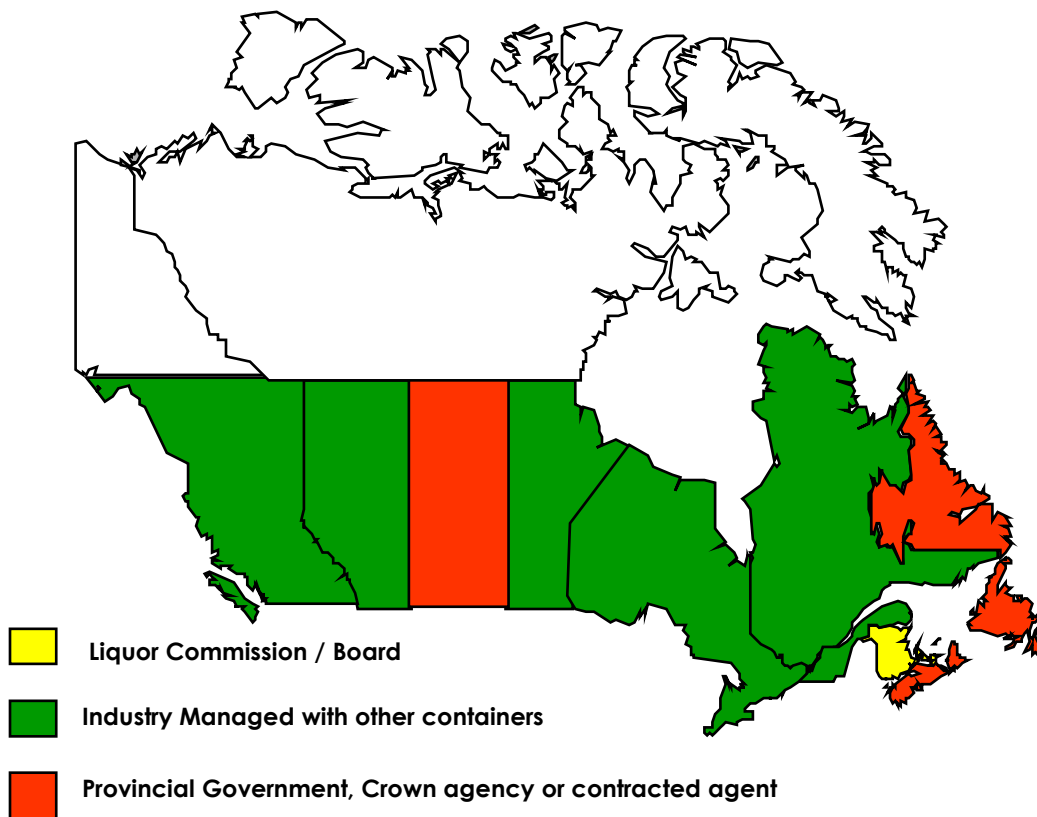 Liquor Commission / Board
Industry Managed with other containers
Provincial Government, Crown agency or contracted agent